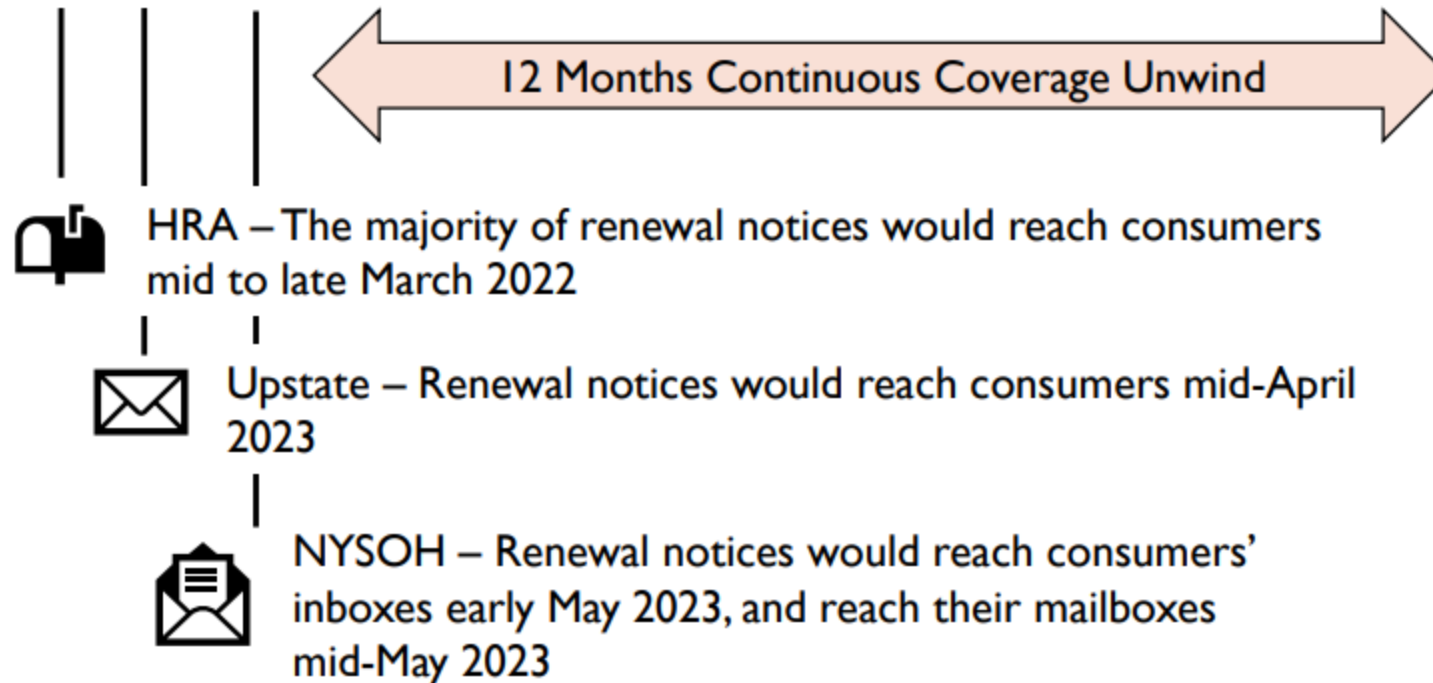 12 Months Continuous Coverage Unwind
HRA – The majority of renewal notices would reach consumers
mid to late March 2022
Upstate – Renewal notices would reach consumers mid-April
2023
NYSOH – Renewal notices would reach consumers’
inboxes early May 2023, and reach their mailboxes
mid-May 2023